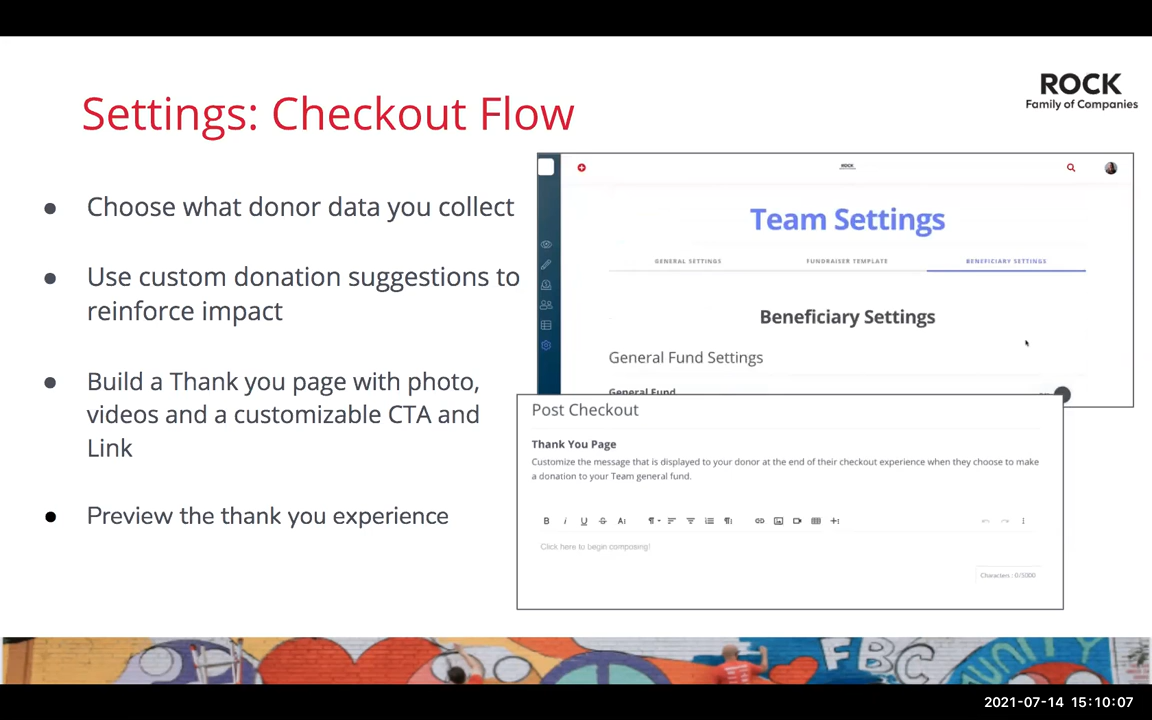 Settings: Checkout Flow
ROCK
Family of Companies
● Choose what donor data you collect
● Use custom donation suggestions to
reinforce impact
● Build a Thank you page with photo,
videos and a customizable CTA and
Link
● Preview the thank you experience
ROCK
Team Settings
GENERAL SETTINGS
FUNDRAISER TEMPLATE
BENEFICIARY SETTINGS
Beneficiary Settings
General Fund Settings
General Fund
Post Checkout
Thank You Page
Customize the message that is displayed to your donor at the end of their checkout experience when they choose to make
a donation to your Team general fund.
Click here to begin composing!
Characters : 0/5000
FBC
UNITY
2021-07-14 15:10:07